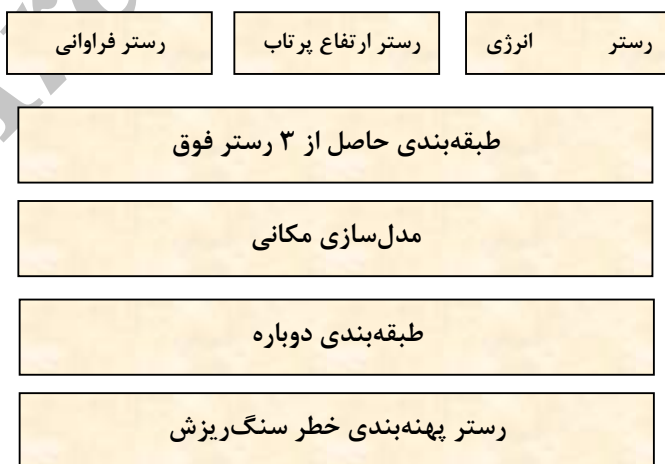 رستر انرژی
رستر ارتفاع پرتاب
رستر فراوانی
طبقه‌بندی حاصل از ۳ رستر فوق
مدل‌سازی مکانی
طبقه‌بندی دوباره
رستر پهنه‌بندی خطر سنگ‌ریزش